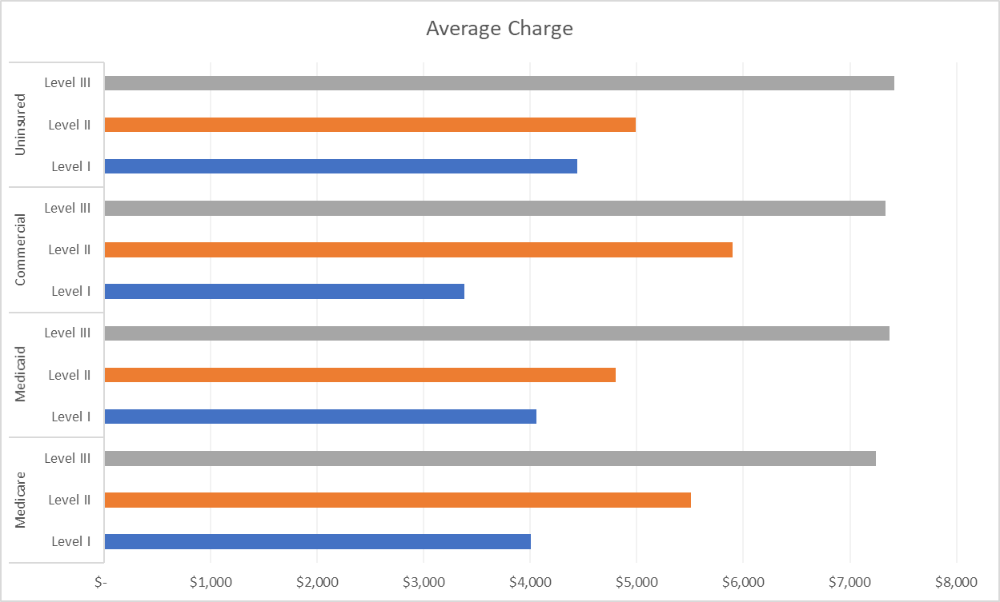 Average Charge
Uninsured
Level III
Level II
Level I
Commercial
Level III
Level II
Level I
Medicaid
Level III
Level II
Level I
Medicare
Level III
Level II
Level I
$- $1,000 $2,000 $3,000 $4,000 $5,000 $6,000 $7,000 $8,000